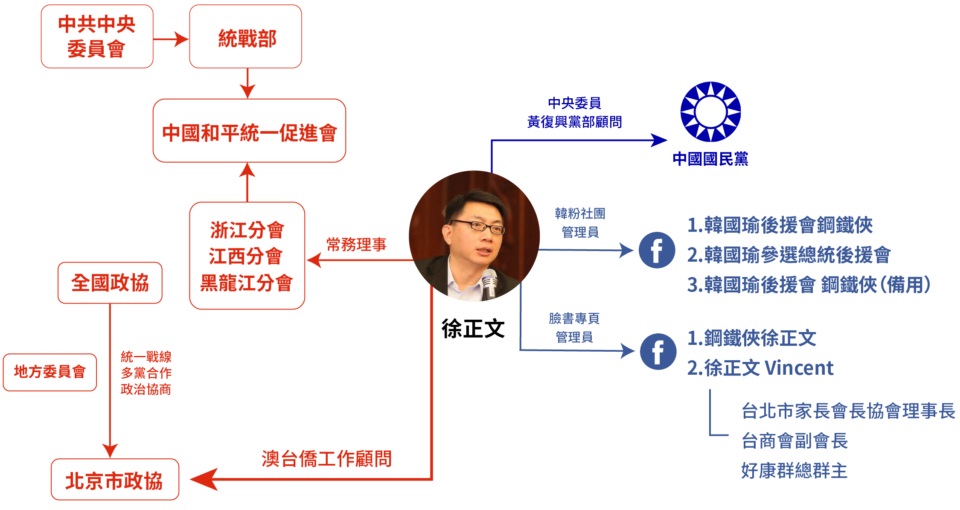 中共中央
委員會
統戰部
中國和平統一促進會
浙江分會
江西分會
黑龍江分會
常務理事
全國政協
地方委員會
統一戰線
多黨合作
政治協商
北京市政協
澳台僑工作顧問
徐正文
中央委員
黃復興黨部顧問
中國國民黨
韓粉社團
管理員
f
1.韓國瑜後援會鋼鐵俠
2.韓國瑜參選總統後援會
3.韓國瑜後援會 鋼鐵俠（備用）
臉書專頁
管理員
f
1.鋼鐵俠徐正文
2.徐正文 Vincent
台北市家長會長協會理事長
台商會副會長
好康群總群主